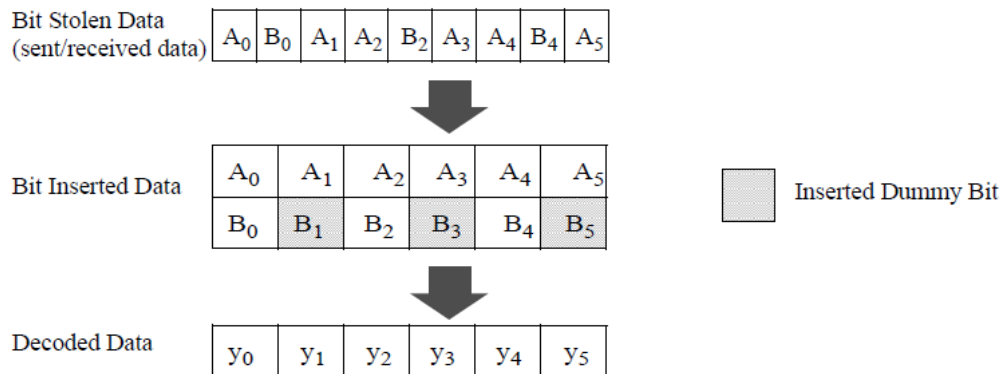 Bit Stolen Data
(sent/received data)
A₀ B₀ A₁ A₂ B₂ A₃ A₄ B₄ A₅
Bit Inserted Data
A₀ A₁ A₂ A₃ A₄ A₅
B₀ B₁ B₂ B₃ B₄ B₅
Inserted Dummy Bit
Decoded Data
y₀ y₁ y₂ y₃ y₄ y₅